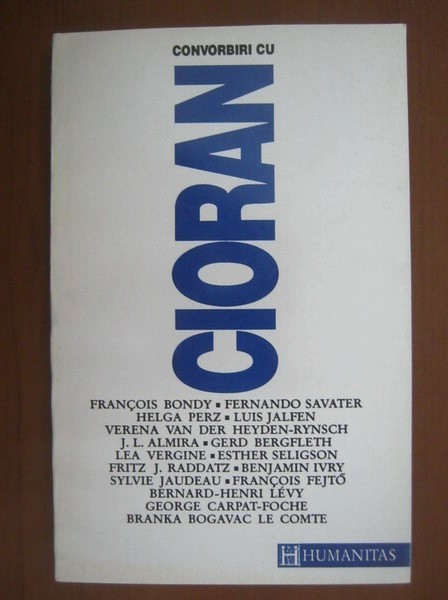 CONVORBIRI CU
CIORAN
FRANÇOIS BONDY ▪ FERNANDO SAVATER
HELGA PERZ ▪ LUIS JALFEN
VERENA VAN DER HEYDEN-RYNSCH
J. L. ALMIRA ▪ GERD BERGFLETH
LEA VERGINE ▪ ESTHER SELIGSON
FRITZ J. RADDATZ ▪ BENJAMIN IVRY
SYLVIE JAUDEAU ▪ FRANÇOIS FEJTŐ
BERNARD-HENRI LÉVY
GEORGE CARPAT-FOCHE
BRANKA BOGAVAC LE COMTE
HUMANITAS